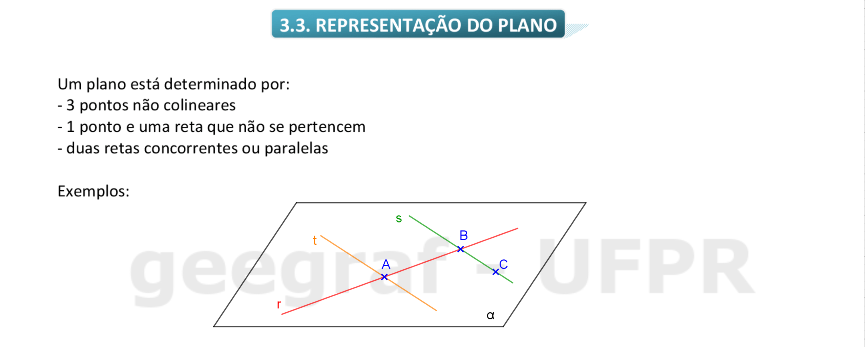 3.3. REPRESENTAÇÃO DO PLANO
Um plano está determinado por:
- 3 pontos não colineares
- 1 ponto e uma reta que não se pertencem
- duas retas concorrentes ou paralelas
Exemplos:
s
B
t
A
C
geegraf - UFPR
r
α